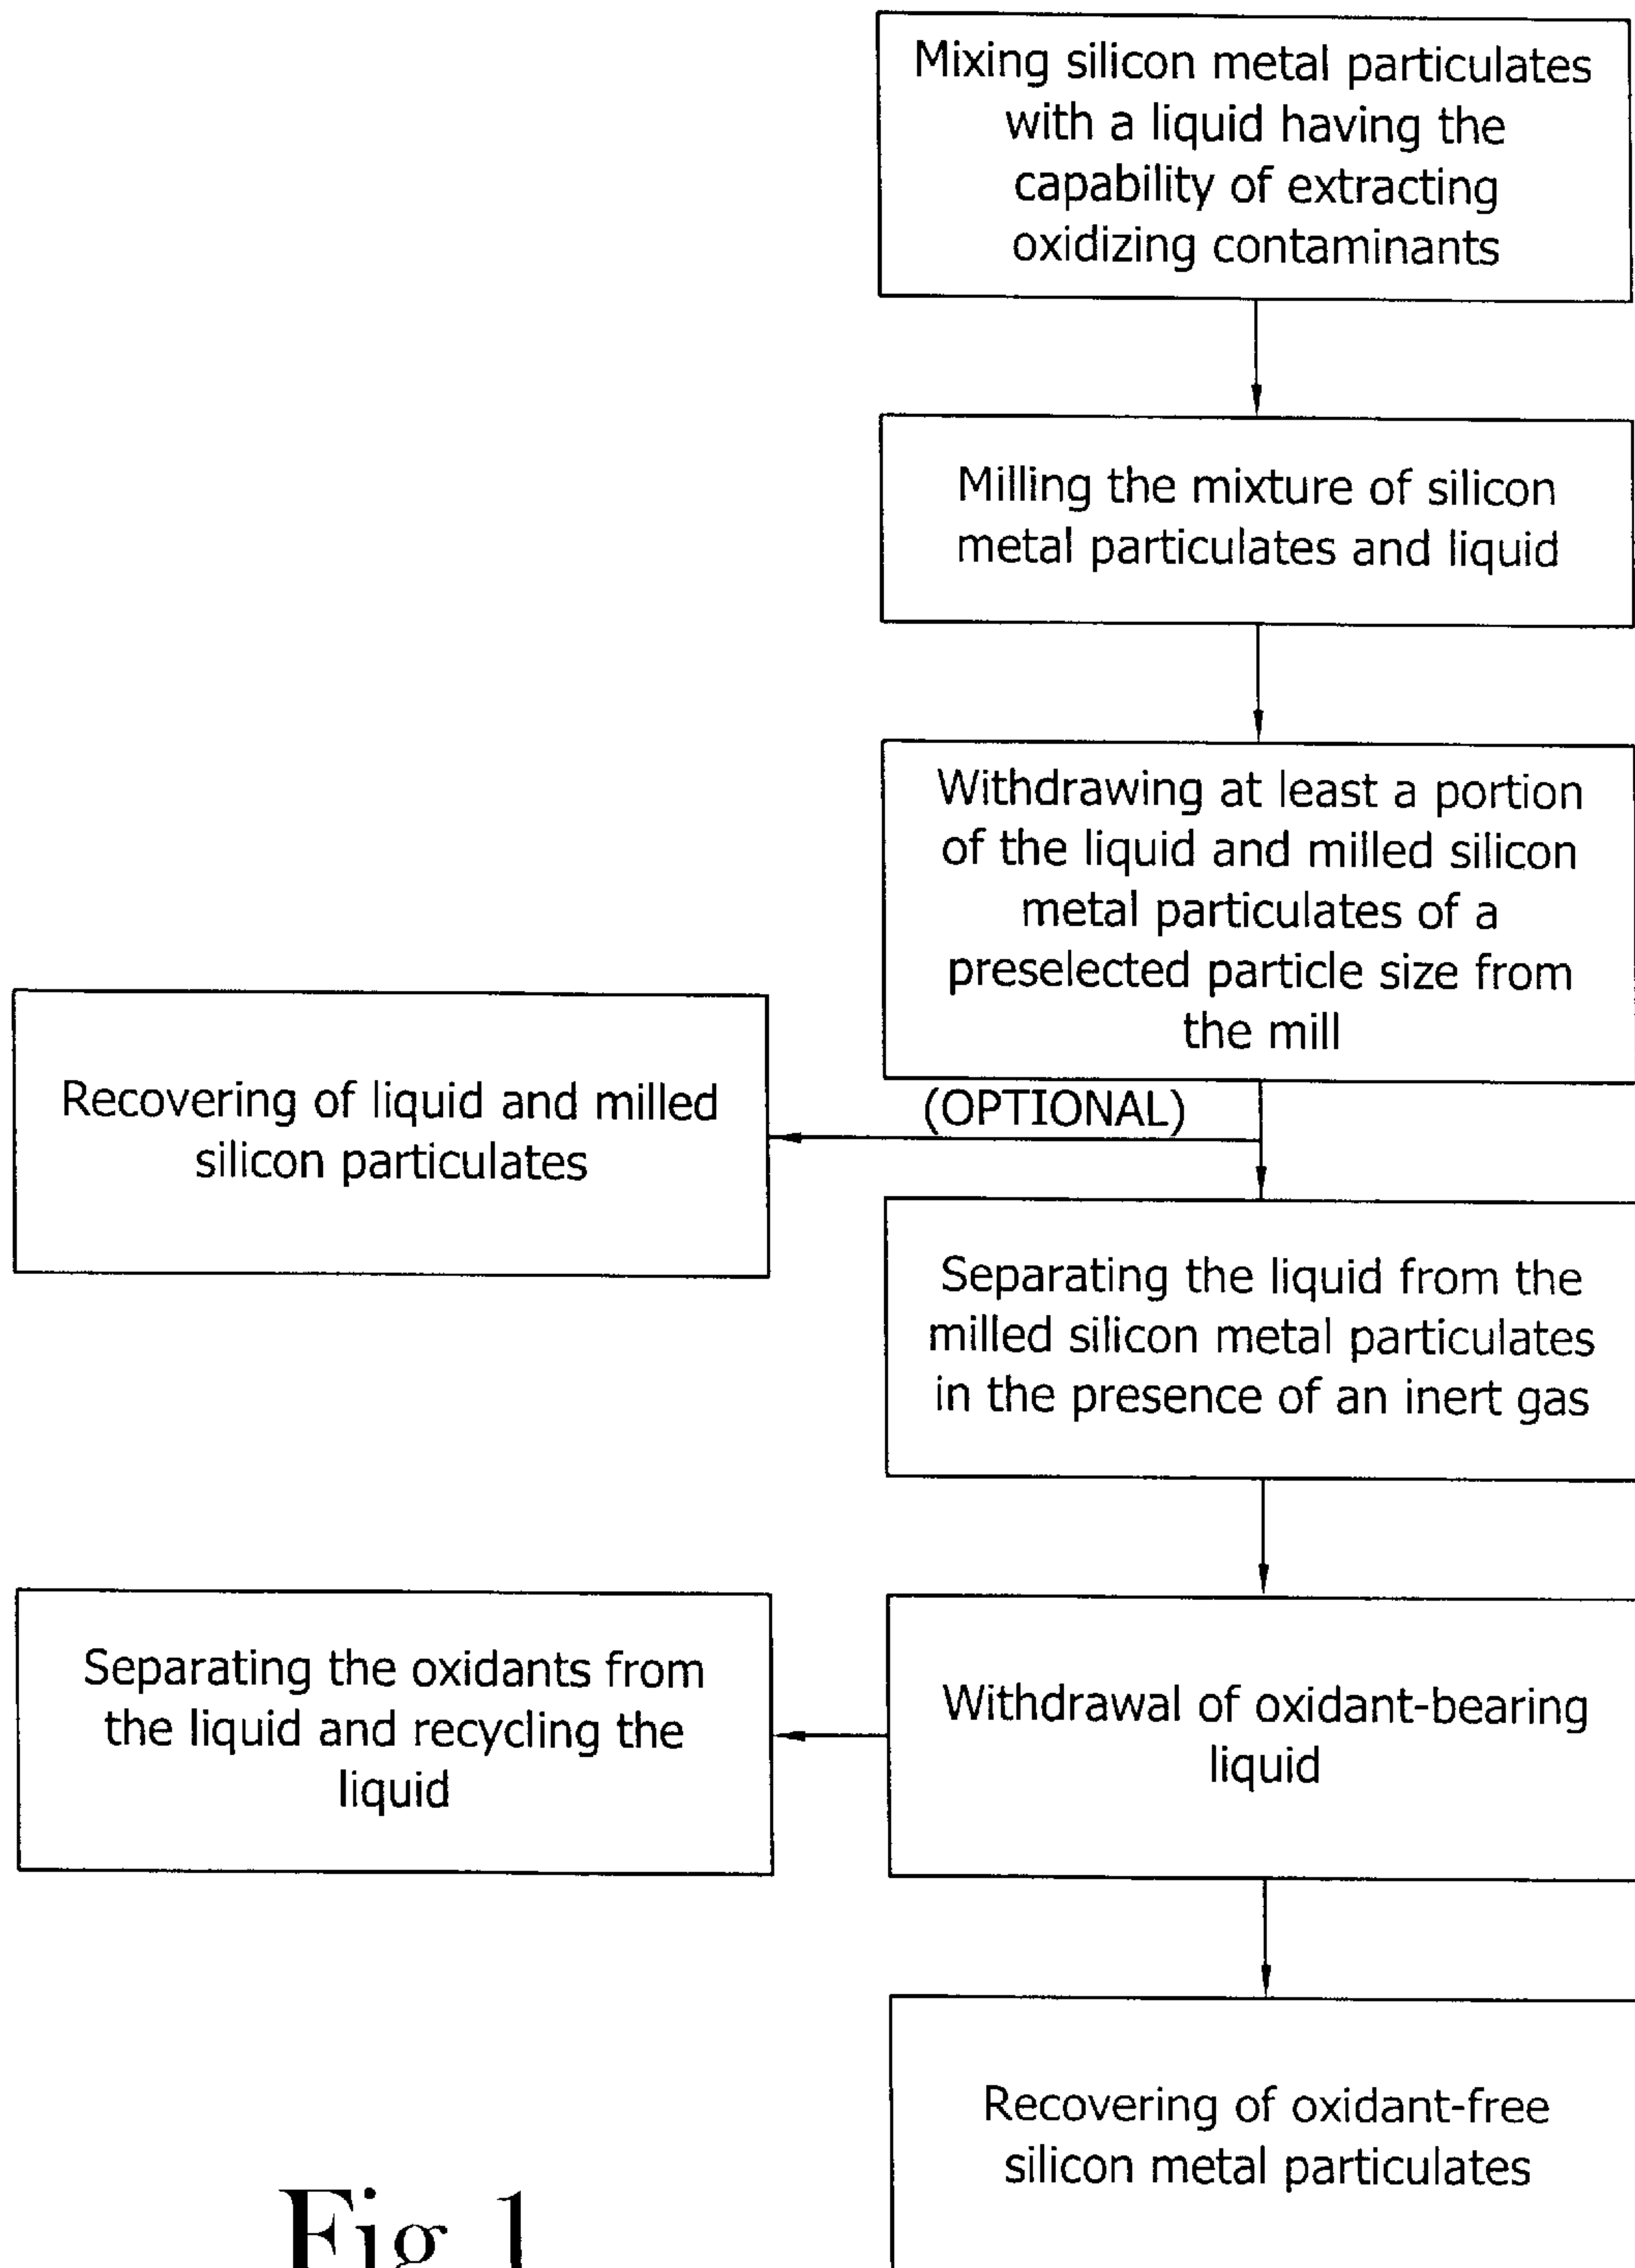 Mixing silicon metal particulates
with a liquid having the
capability of extracting
oxidizing contaminants
Milling the mixture of silicon
metal particulates and liquid
Withdrawing at least a portion
of the liquid and milled silicon
metal particulates of a
preselected particle size from
the mill
(OPTIONAL)
Recovering of liquid and milled
silicon particulates
Separating the liquid from the
milled silicon metal particulates
in the presence of an inert gas
Withdrawal of oxidant-bearing
liquid
Separating the oxidants from
the liquid and recycling the
liquid
Recovering of oxidant-free
silicon metal particulates
Fig 1